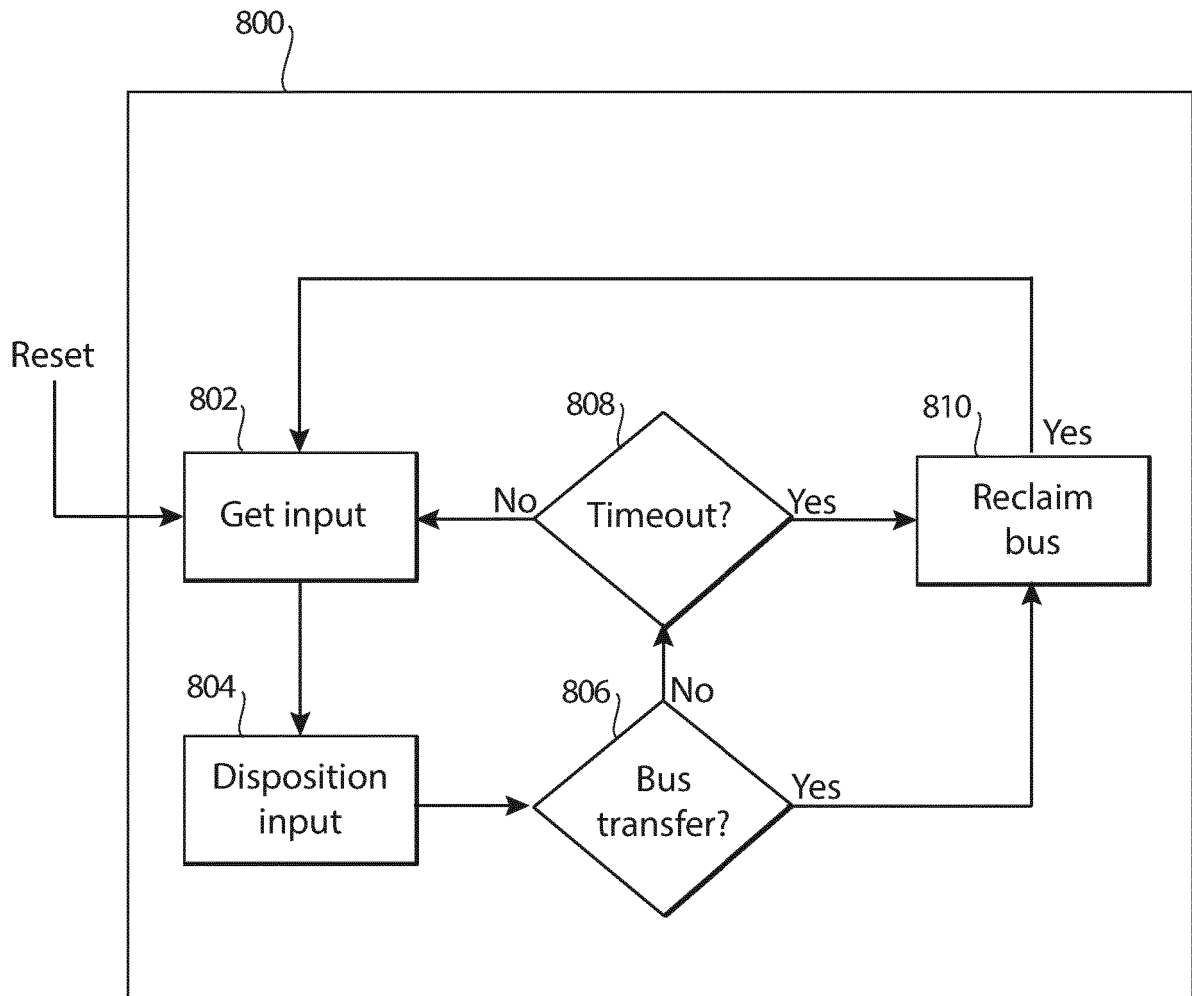 800
Reset
802
Get input
No
808
Timeout?
Yes
810
Yes
Reclaim
bus
804
Disposition
input
806
No
Bus
transfer?
Yes